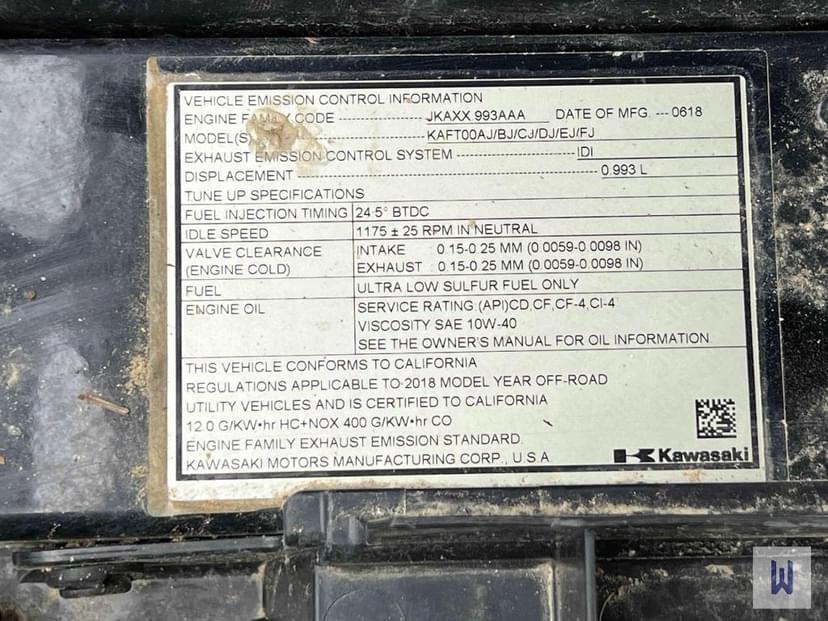 VEHICLE EMISSION CONTROL INFORMATION
ENGINE FAMILY CODE -------------------- JKAXX 993AAA DATE OF MFG. --- 0618
MODEL(S) ---------------------------------- KAFT00AJ/BJ/CJ/DJ/EJ/FJ
EXHAUST EMISSION CONTROL SYSTEM ---------------------------- IDI
DISPLACEMENT ------------------------------------------------------------------ 0.993 L
TUNE UP SPECIFICATIONS
FUEL INJECTION TIMING 24.5° BTDC
IDLE SPEED 1175 ± 25 RPM IN NEUTRAL
VALVE CLEARANCE INTAKE 0.15-0.25 MM (0.0059-0.0098 IN)
(ENGINE COLD) EXHAUST : 0.15-0.25 MM (0.0059-0.0098 IN)
FUEL ULTRA LOW SULFUR FUEL ONLY
ENGINE OIL SERVICE RATING (API)CD,CF,CF-4,CI-4
VISCOSITY SAE 10W-40
SEE THE OWNER'S MANUAL FOR OIL INFORMATION
THIS VEHICLE CONFORMS TO CALIFORNIA
REGULATIONS APPLICABLE TO 2018 MODEL YEAR OFF-ROAD
UTILITY VEHICLES AND IS CERTIFIED TO CALIFORNIA
12.0 G/KW•hr HC+NOX 400 G/KW•hr CO
ENGINE FAMILY EXHAUST EMISSION STANDARD.
KAWASAKI MOTORS MANUFACTURING CORP., U.S.A
Kawasaki
W